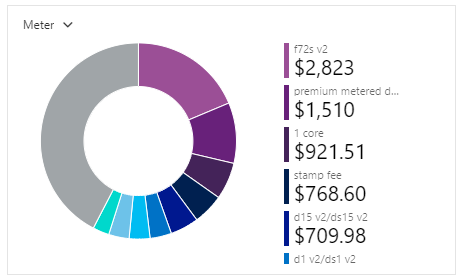 Meter
f72s v2
$2,823
premium metered d...
$1,510
1 core
$921.51
stamp fee
$768.60
d15 v2/ds15 v2
$709.98
d1 v2/ds1 v2